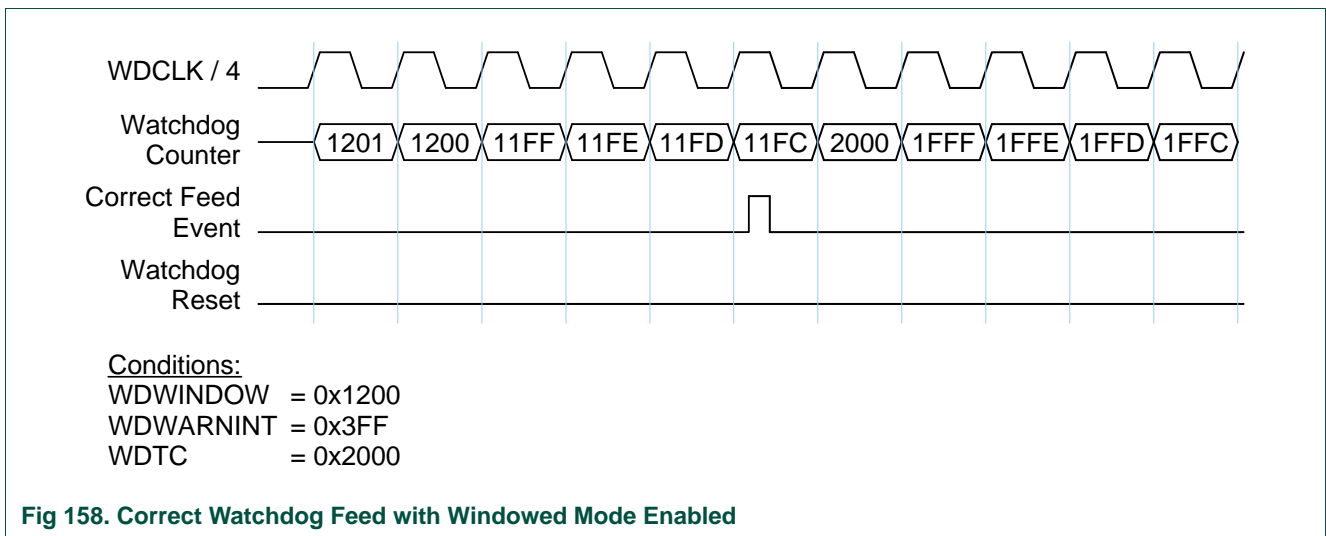 WDCLK / 4
Watchdog
Counter
1201 1200 11FF 11FE 11FD 11FC 2000 1FFF 1FFE 1FFD 1FFC
Correct Feed
Event
Watchdog
Reset
Conditions:
WDWINDOW = 0x1200
WDWARNINT = 0x3FF
WDTC = 0x2000
Fig 158. Correct Watchdog Feed with Windowed Mode Enabled